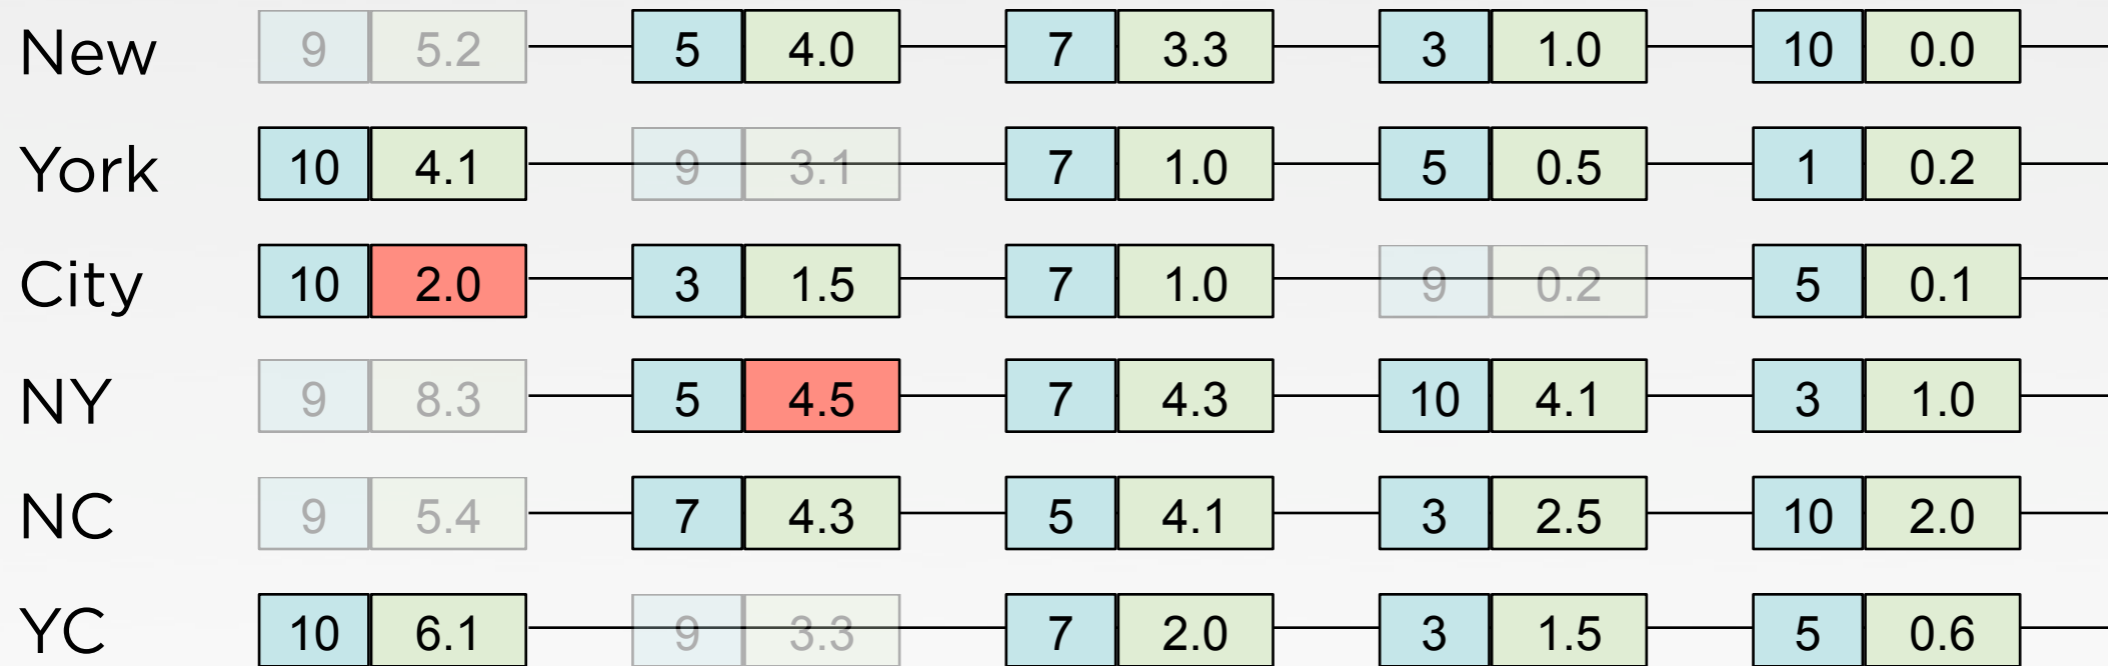 New 9 5.2 5 4.0 7 3.3 3 1.0 10 0.0
York 10 4.1 9 3.1 7 1.0 5 0.5 1 0.2
City 10 2.0 3 1.5 7 1.0 9 0.2 5 0.1
NY 9 8.3 5 4.5 7 4.3 10 4.1 3 1.0
NC 9 5.4 7 4.3 5 4.1 3 2.5 10 2.0
YC 10 6.1 9 3.3 7 2.0 3 1.5 5 0.6